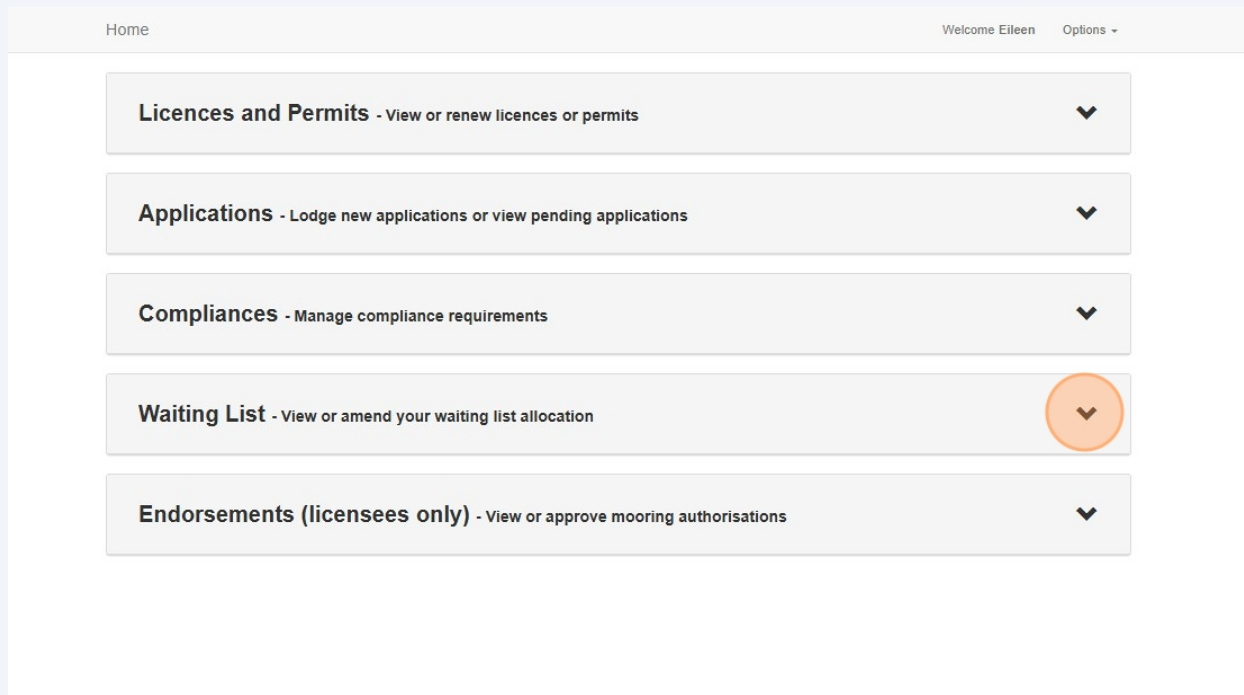 Home
Welcome Eileen
Options
Licences and Permits - View or renew licences or permits
Applications - Lodge new applications or view pending applications
Compliances - Manage compliance requirements
Waiting List - View or amend your waiting list allocation
Endorsements (licensees only) - View or approve mooring authorisations